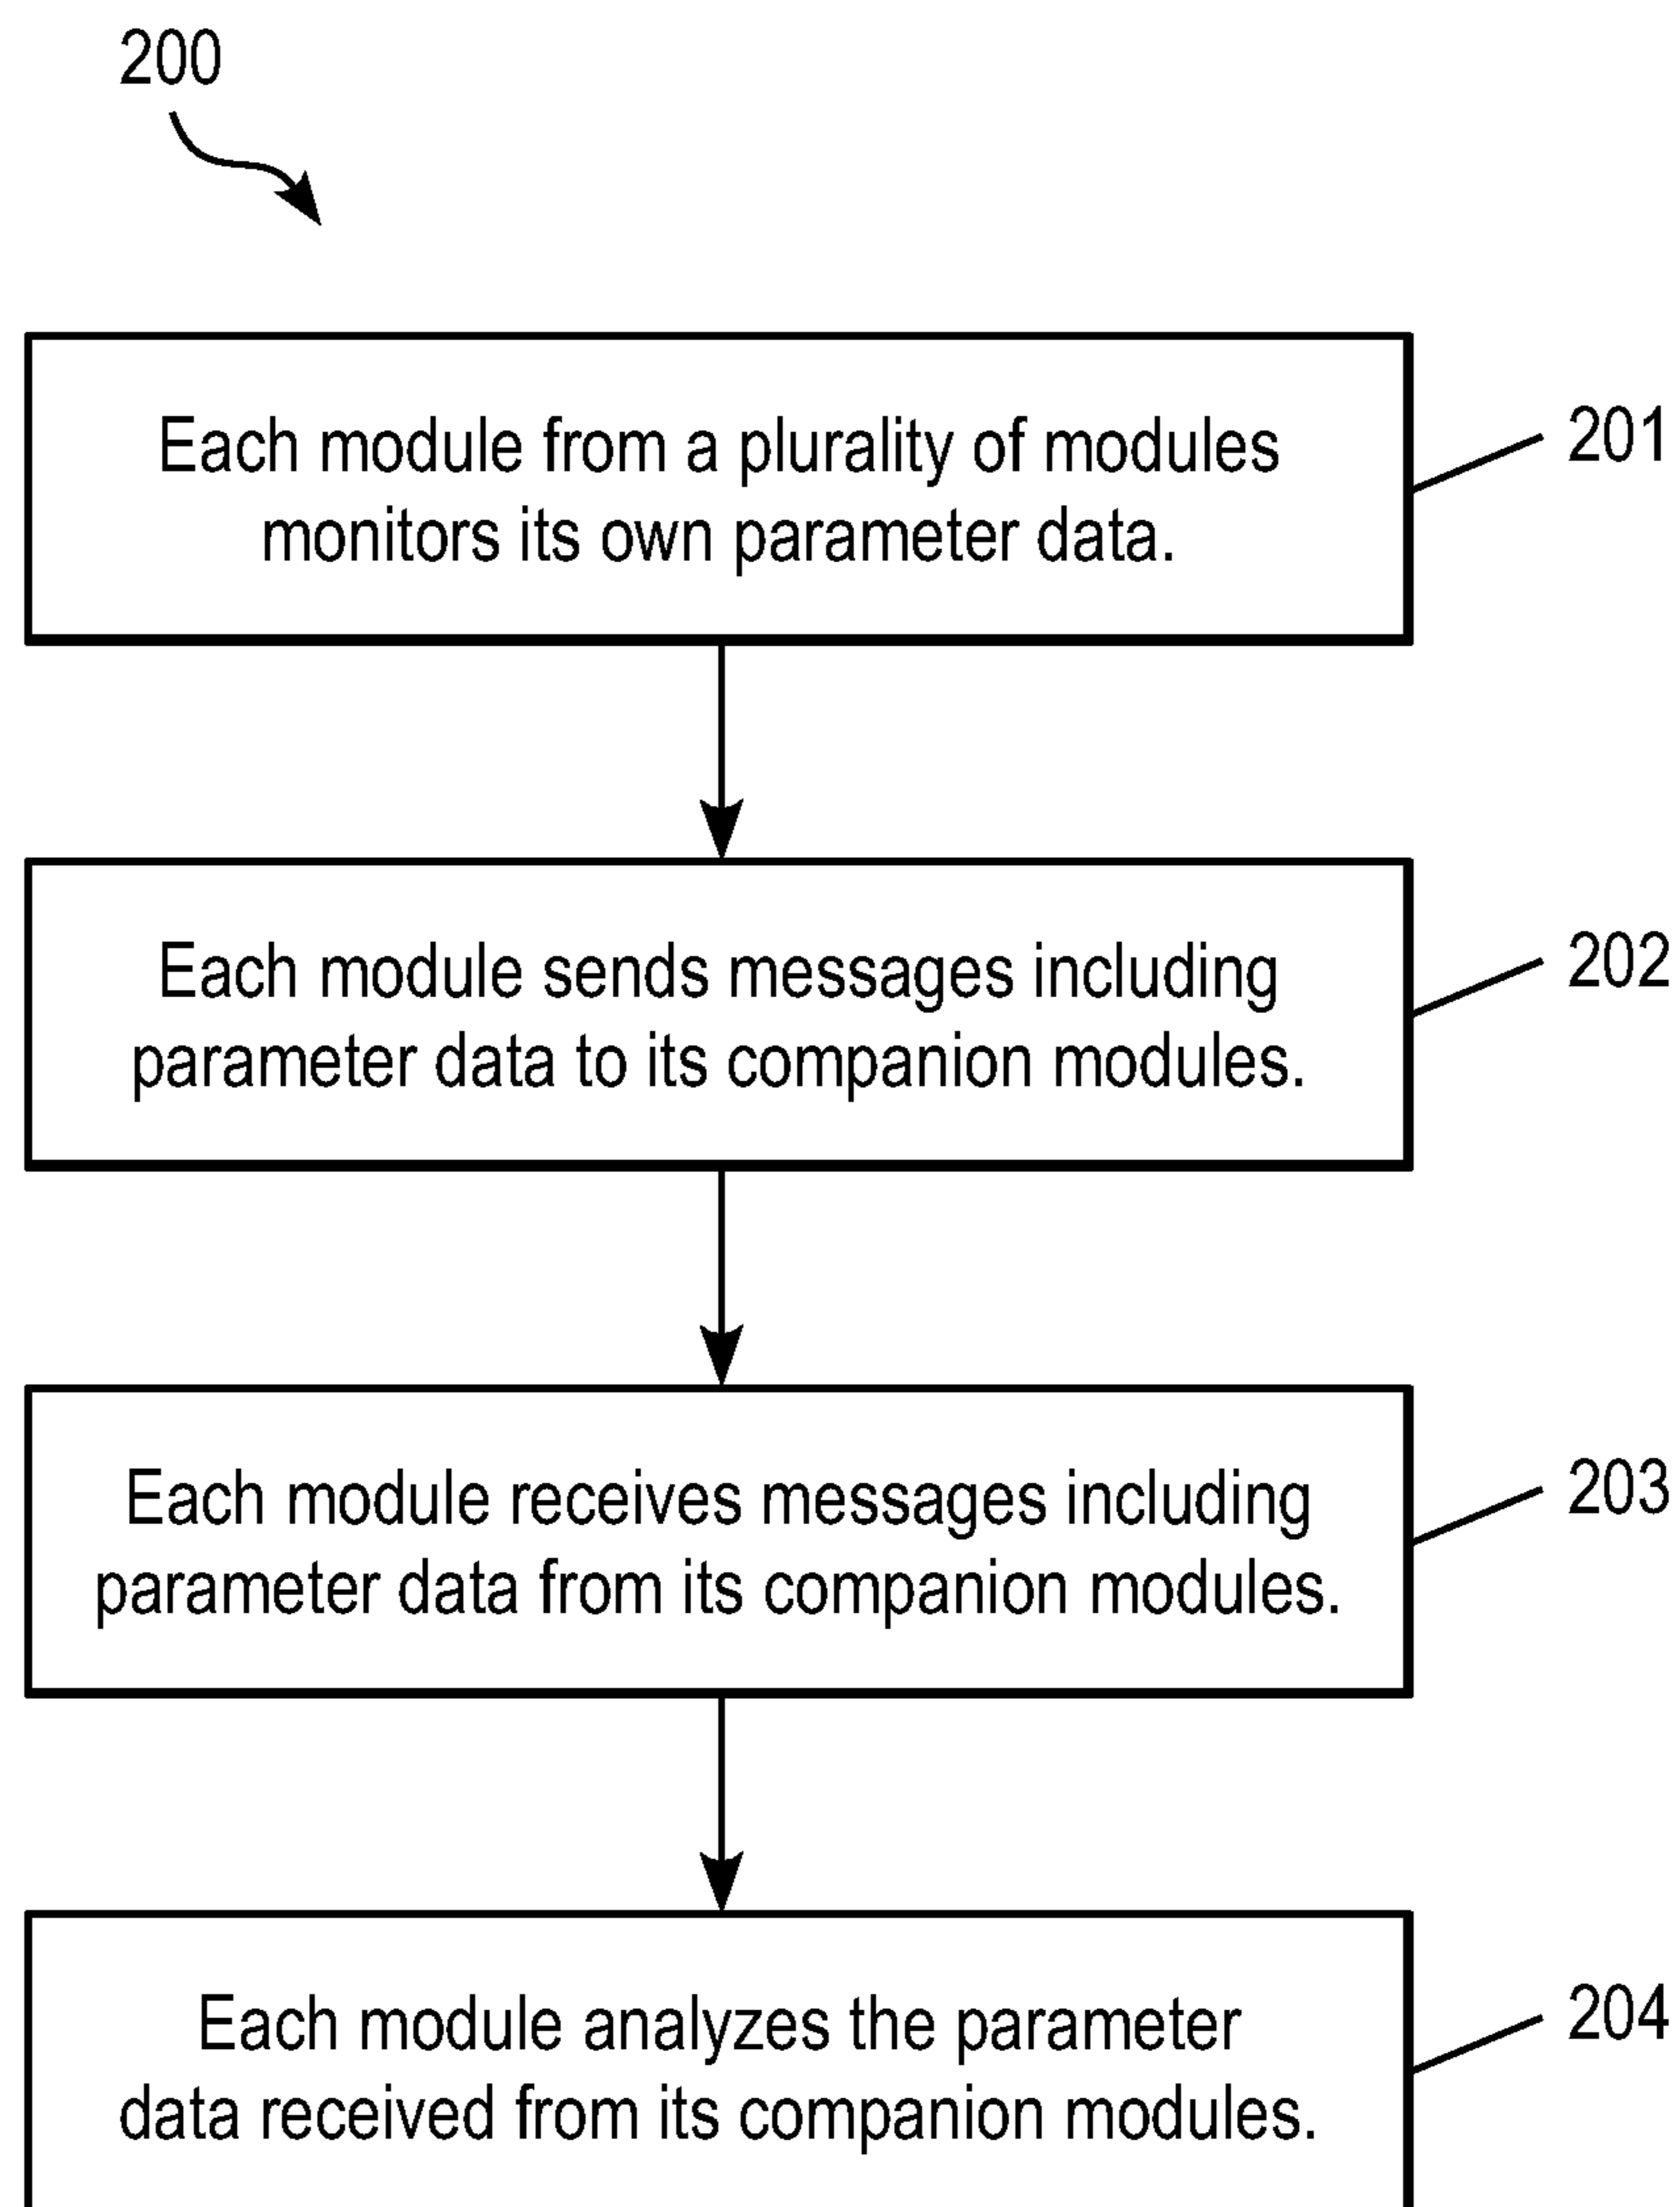 200
Each module from a plurality of modules
monitors its own parameter data.
201
Each module sends messages including
parameter data to its companion modules.
202
Each module receives messages including
parameter data from its companion modules.
203
Each module analyzes the parameter
data received from its companion modules.
204